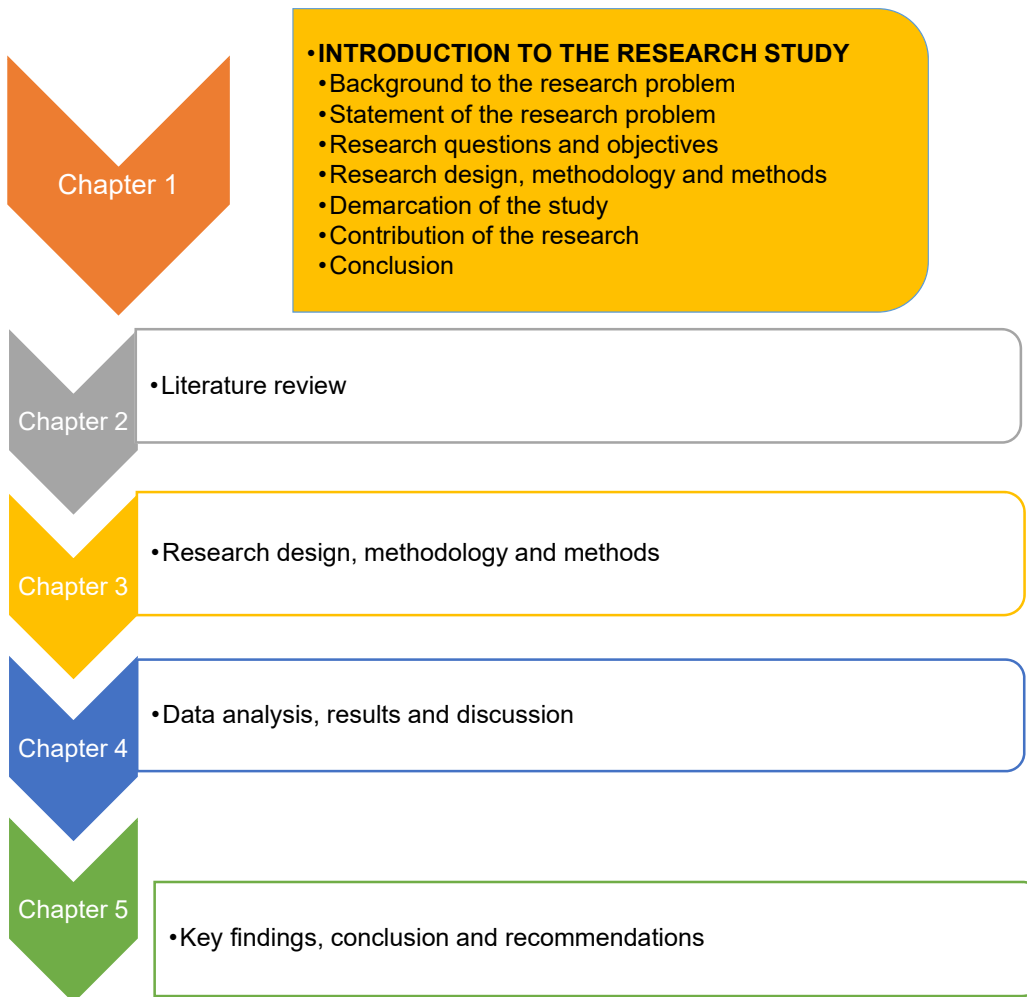 Chapter 1
•INTRODUCTION TO THE RESEARCH STUDY
•Background to the research problem
•Statement of the research problem
•Research questions and objectives
•Research design, methodology and methods
•Demarcation of the study
•Contribution of the research
•Conclusion
Chapter 2
•Literature review
Chapter 3
•Research design, methodology and methods
Chapter 4
•Data analysis, results and discussion
Chapter 5
•Key findings, conclusion and recommendations